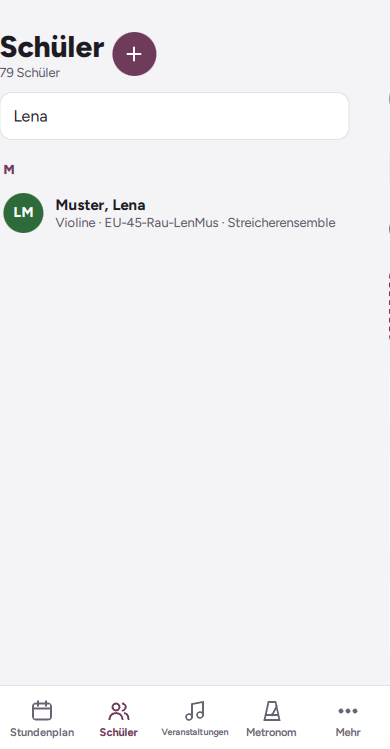 Schüler
79 Schüler
Lena
M
LM
Muster, Lena
Violine · EU-45-Rau-LenMus · Streicherensemble
Stundenplan
Schüler
Veranstaltungen
Metronom
Mehr